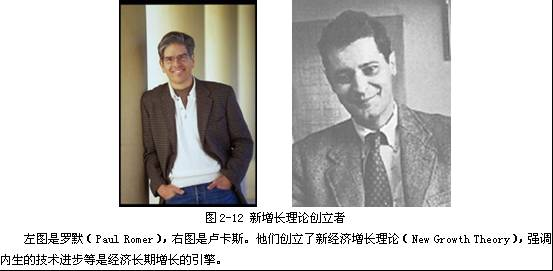 图2-12 新增长理论创立者
左图是罗默(Paul Romer),右图是卢卡斯。他们创立了新经济增长理论(New Growth Theory),强调
内生的技术进步等是经济长期增长的引擎。